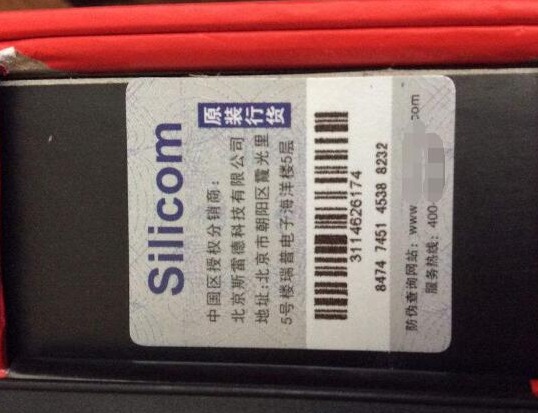 Silicom
原装行货
中国区授权分销商：
北京斯雷德科技有限公司
地址:北京市朝阳区霞光里
5号楼瑞普电子海洋楼5层
3114626174
8474 7451 4538 8232
防伪查询网站：www com
服务热线：400-